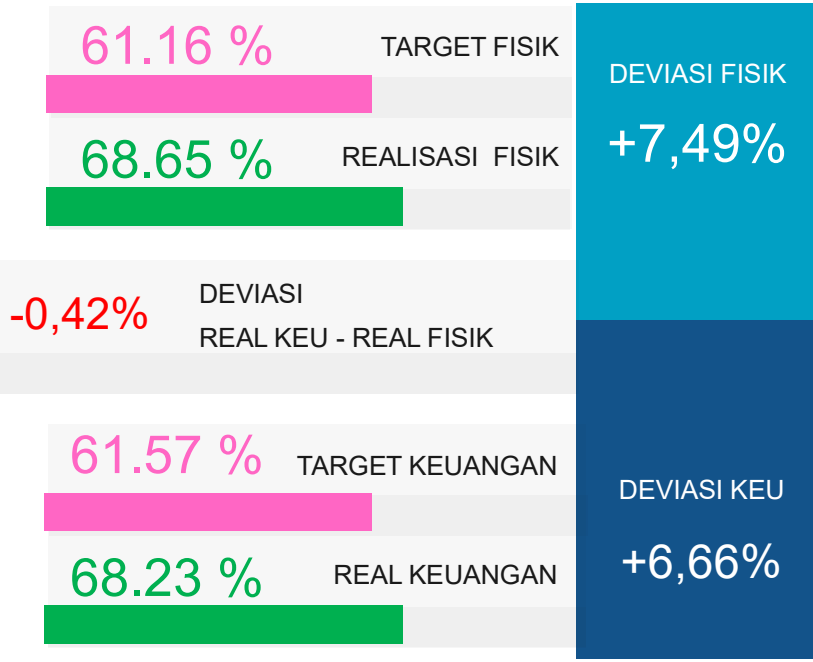 61.16 %
TARGET FISIK
68.65 %
REALISASI FISIK
DEVIASI FISIK
+7,49%
-0,42%
DEVIASI
REAL KEU - REAL FISIK
61.57 %
TARGET KEUANGAN
68.23 %
REAL KEUANGAN
DEVIASI KEU
+6,66%